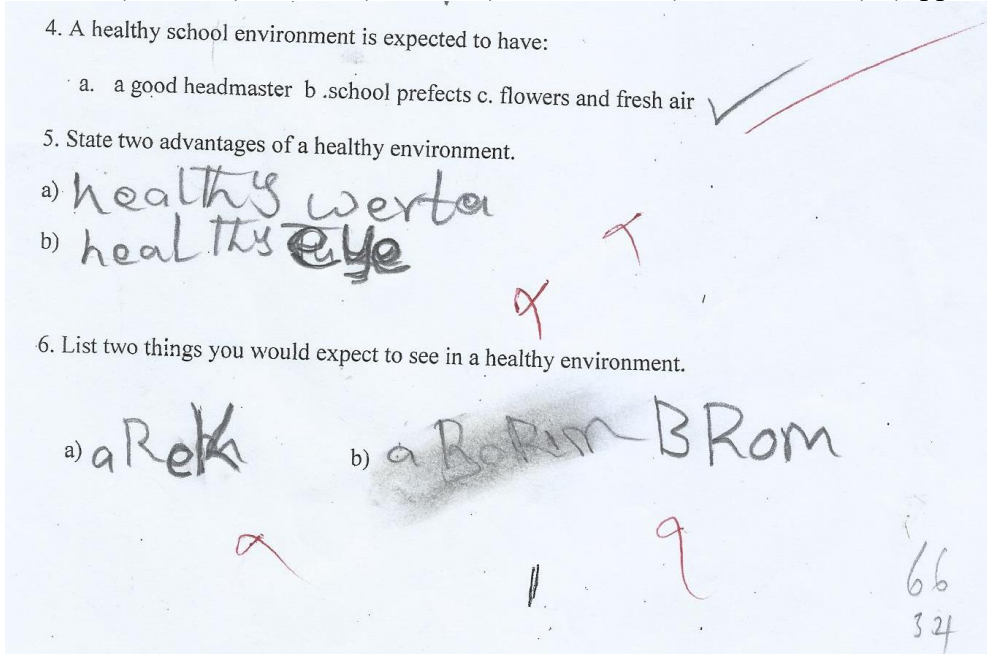 4. A healthy school environment is expected to have:
a. a good headmaster b .school prefects c. flowers and fresh air
5. State two advantages of a healthy environment.
a) healthy werta
b) healthy eye
6. List two things you would expect to see in a healthy environment.
a) a Rek b) a BRom
66
34